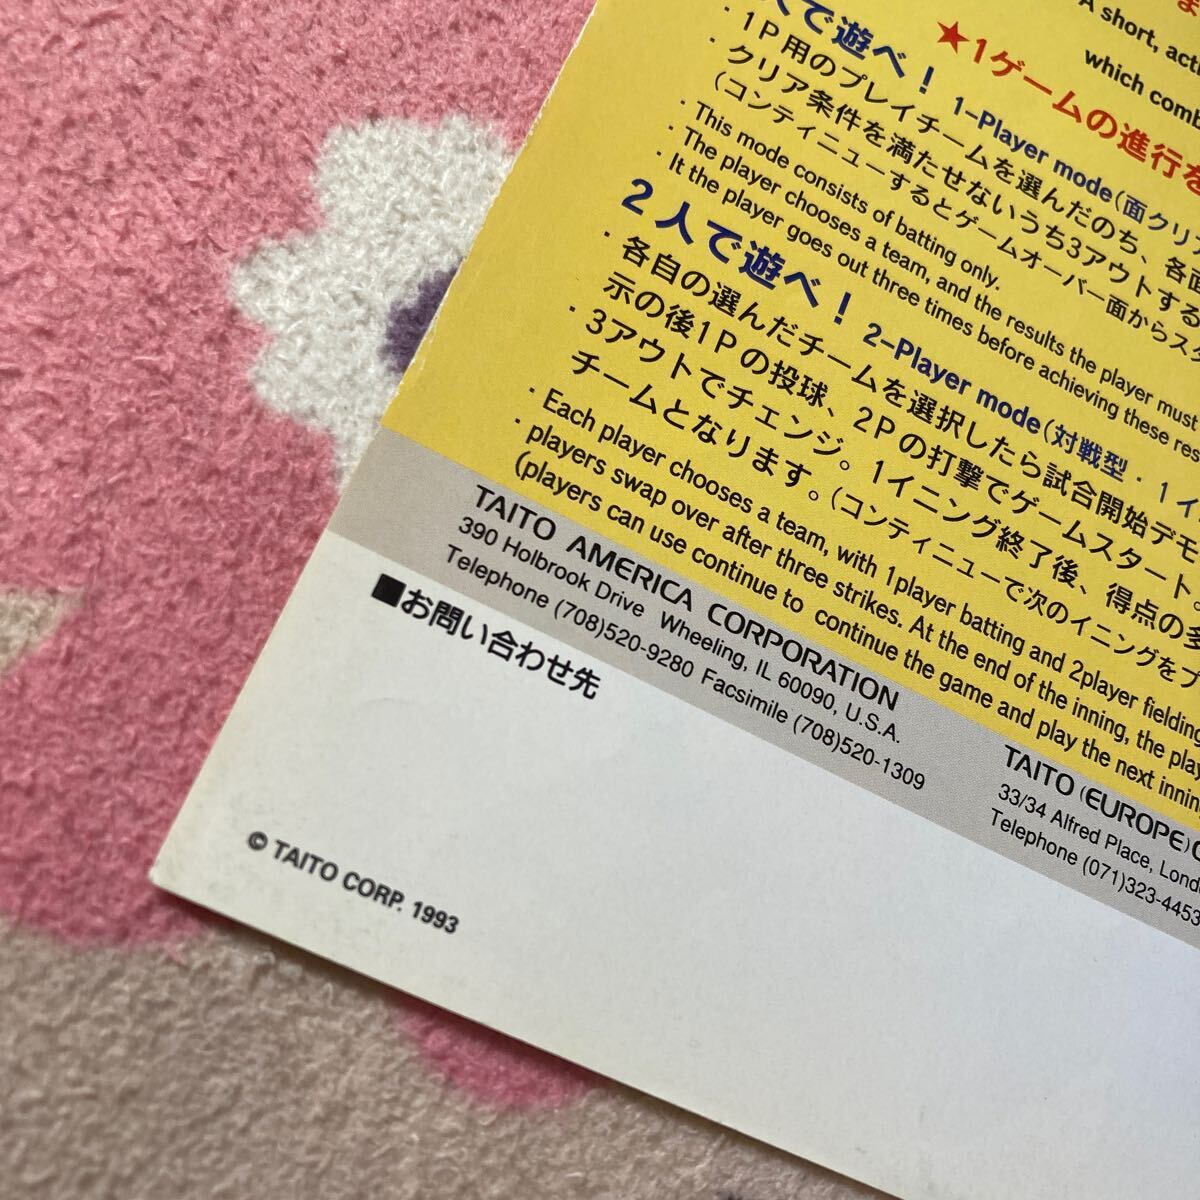 A short, acti
which comb
★1ゲームの進行を
人で遊べ! 1-Player mode(面クリア
・1P用のプレイチームを選んだのち、各面
・クリア条件を満たせないうち3アウトする
(コンティニューするとゲームオーバー面からスタ
・This mode consists of batting only.
・The player chooses a team, and the results the player must
・It the player goes out three times before achieving these res
2人で遊べ! 2-Player mode(対戦型・1イ
・各自の選んだチームを選択したら試合開始デモ
示の後1Pの投球、2Pの打撃でゲームスタート
・3アウトでチェンジ。1イニング終了後、得点の多
チームとなります。(コンティニューで次のイニングをプ
・Each player chooses a team, with 1player batting and 2player fielding
・players swap over after three strikes. At the end of the inning, the play
(players can use continue to continue the game and play the next inning
TAITO AMERICA CORPORATION
390 Holbrook Drive Wheeling, IL 60090, U.S.A.
Telephone (708)520-9280 Facsimile (708)520-1309
TAITO (EUROPE) C
33/34 Alfred Place, Lond
Telephone (071)323-4453
■お問い合わせ先
© TAITO CORP. 1993